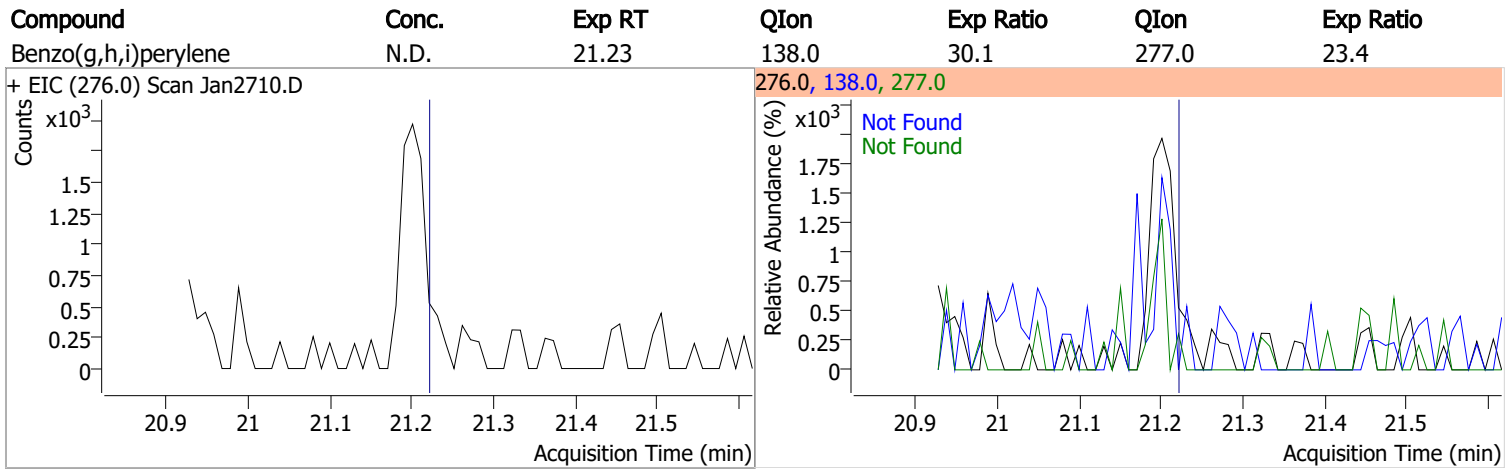 Compound Conc. Exp RT QIon Exp Ratio QIon Exp Ratio
Benzo(g,h,i)perylene N.D. 21.23 138.0 30.1 277.0 23.4
+ EIC (276.0) Scan Jan2710.D
Counts
x10³
1.5
1.25
1
0.75
0.5
0.25
0
20.9 21 21.1 21.2 21.3 21.4 21.5
Acquisition Time (min)
276.0, 138.0, 277.0
Relative Abundance (%)
x10³
Not Found
Not Found
1.75
1.5
1.25
1
0.75
0.5
0.25
0
20.9 21 21.1 21.2 21.3 21.4 21.5
Acquisition Time (min)